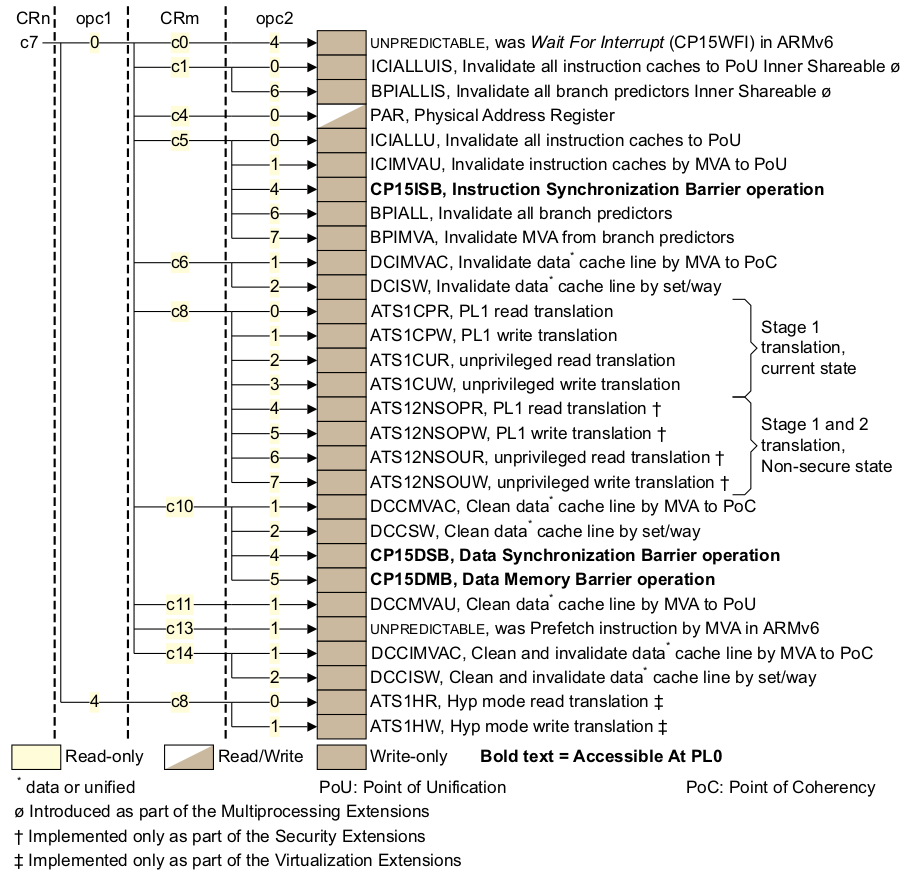 CRn opc1 CRm opc2
c7 0 c0 4 UNPREDICTABLE, was Wait For Interrupt (CP15WFI) in ARMv6
c1 0 ICIALLUIS, Invalidate all instruction caches to PoU Inner Shareable ø
6 BPIALLIS, Invalidate all branch predictors Inner Shareable ø
c4 0 PAR, Physical Address Register
c5 0 ICIALLU, Invalidate all instruction caches to PoU
1 ICIMVAU, Invalidate instruction caches by MVA to PoU
4 CP15ISB, Instruction Synchronization Barrier operation
6 BPIALL, Invalidate all branch predictors
7 BPIMVA, Invalidate MVA from branch predictors
c6 1 DCIMVAC, Invalidate data* cache line by MVA to PoC
2 DCISW, Invalidate data* cache line by set/way
c8 0 ATS1CPR, PL1 read translation
1 ATS1CPW, PL1 write translation
2 ATS1CUR, unprivileged read translation
3 ATS1CUW, unprivileged write translation
Stage 1
translation,
current state
4 ATS12NSOPR, PL1 read translation †
5 ATS12NSOPW, PL1 write translation †
6 ATS12NSOUR, unprivileged read translation †
7 ATS12NSOUW, unprivileged write translation †
Stage 1 and 2
translation,
Non-secure state
c10 1 DCCMVAC, Clean data* cache line by MVA to PoC
2 DCCSW, Clean data* cache line by set/way
4 CP15DSB, Data Synchronization Barrier operation
5 CP15DMB, Data Memory Barrier operation
c11 1 DCCMVAU, Clean data* cache line by MVA to PoU
c13 1 UNPREDICTABLE, was Prefetch instruction by MVA in ARMv6
c14 1 DCCIMVAC, Clean and invalidate data* cache line by MVA to PoC
2 DCCISW, Clean and invalidate data* cache line by set/way
4 c8 0 ATS1HR, Hyp mode read translation ‡
1 ATS1HW, Hyp mode write translation ‡
Read-only Read/Write Write-only Bold text = Accessible At PL0
* data or unified PoU: Point of Unification PoC: Point of Coherency
ø Introduced as part of the Multiprocessing Extensions
† Implemented only as part of the Security Extensions
‡ Implemented only as part of the Virtualization Extensions